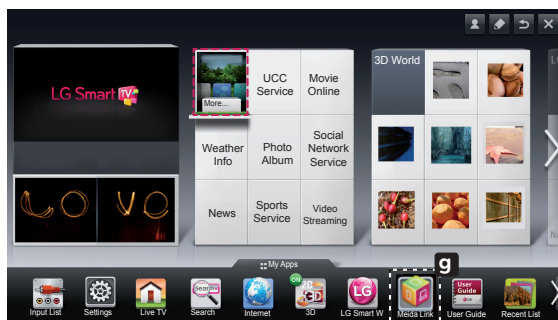 LG Smart TV
More...
UCC
Service
Movie
Online
Weather
Info
Photo
Album
Social
Network
Service
News
Sports
Service
Video
Streaming
3D World
My Apps
g
Input List
Settings
Live TV
Search
Search
Internet
ON
3D
3D
LG
LG Smart W
Meida Link
User
Guide
User Guide
Recent List